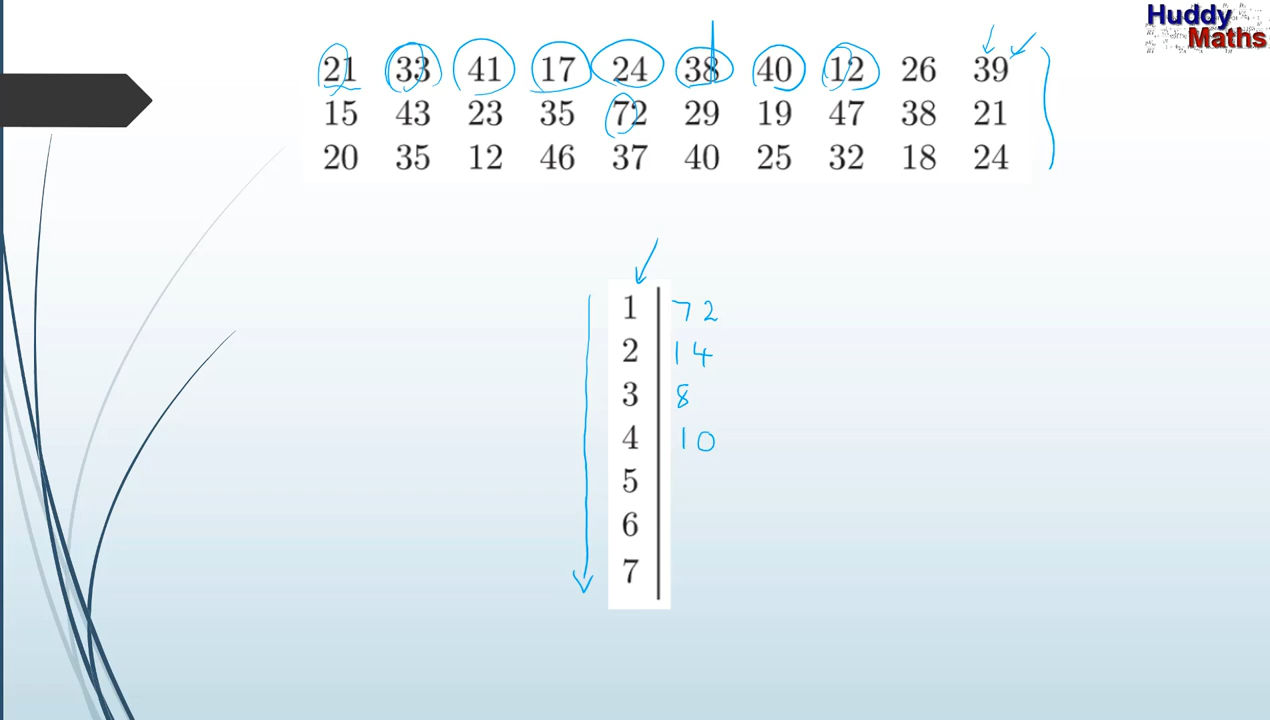 Huddy
Maths
21 33 41 17 24 38 40 12 26 39
15 43 23 35 72 29 19 47 38 21
20 35 12 46 37 40 25 32 18 24
1 7 2
2 1 4
3 8
4 1 0
5
6
7